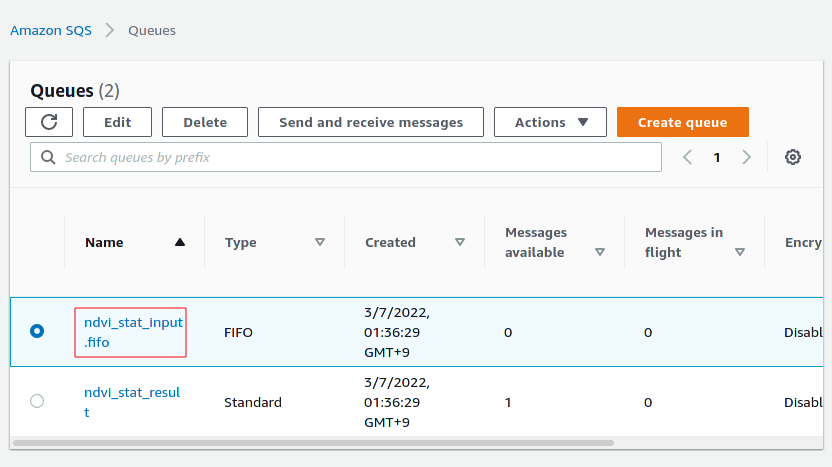 Amazon SQS > Queues
Queues (2)
Edit Delete Send and receive messages Actions Create queue
Search queues by prefix 1
Name Type Created Messages available Messages in flight Encry
ndvi_stat_input.fifo FIFO 3/7/2022, 01:36:29 GMT+9 0 0 Disabl
ndvi_stat_result Standard 3/7/2022, 01:36:29 GMT+9 1 0 Disabl